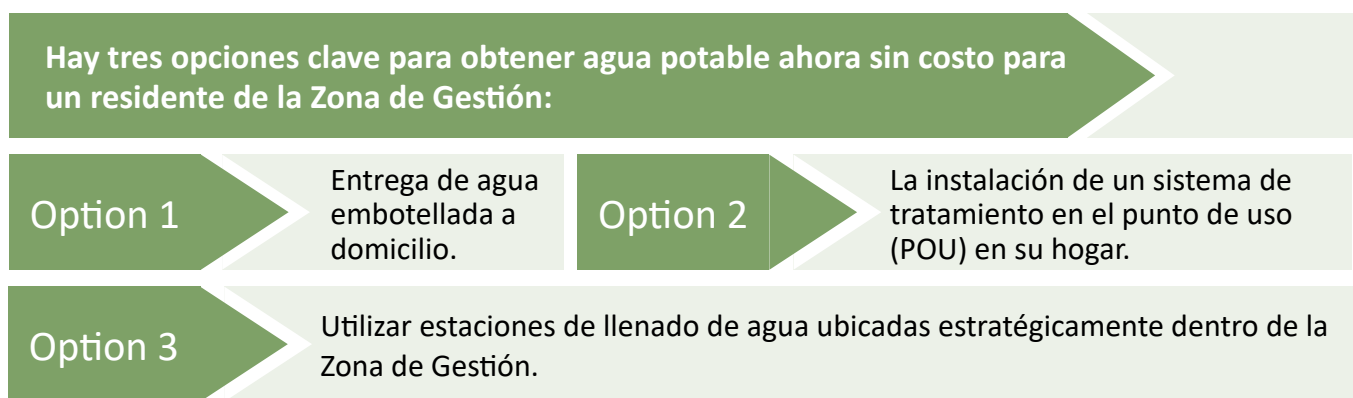 Hay tres opciones clave para obtener agua potable ahora sin costo para
un residente de la Zona de Gestión:
Option 1
Entrega de agua
embotellada a
domicilio.
Option 2
La instalación de un sistema de
tratamiento en el punto de uso
(POU) en su hogar.
Option 3
Utilizar estaciones de llenado de agua ubicadas estratégicamente dentro de la
Zona de Gestión.